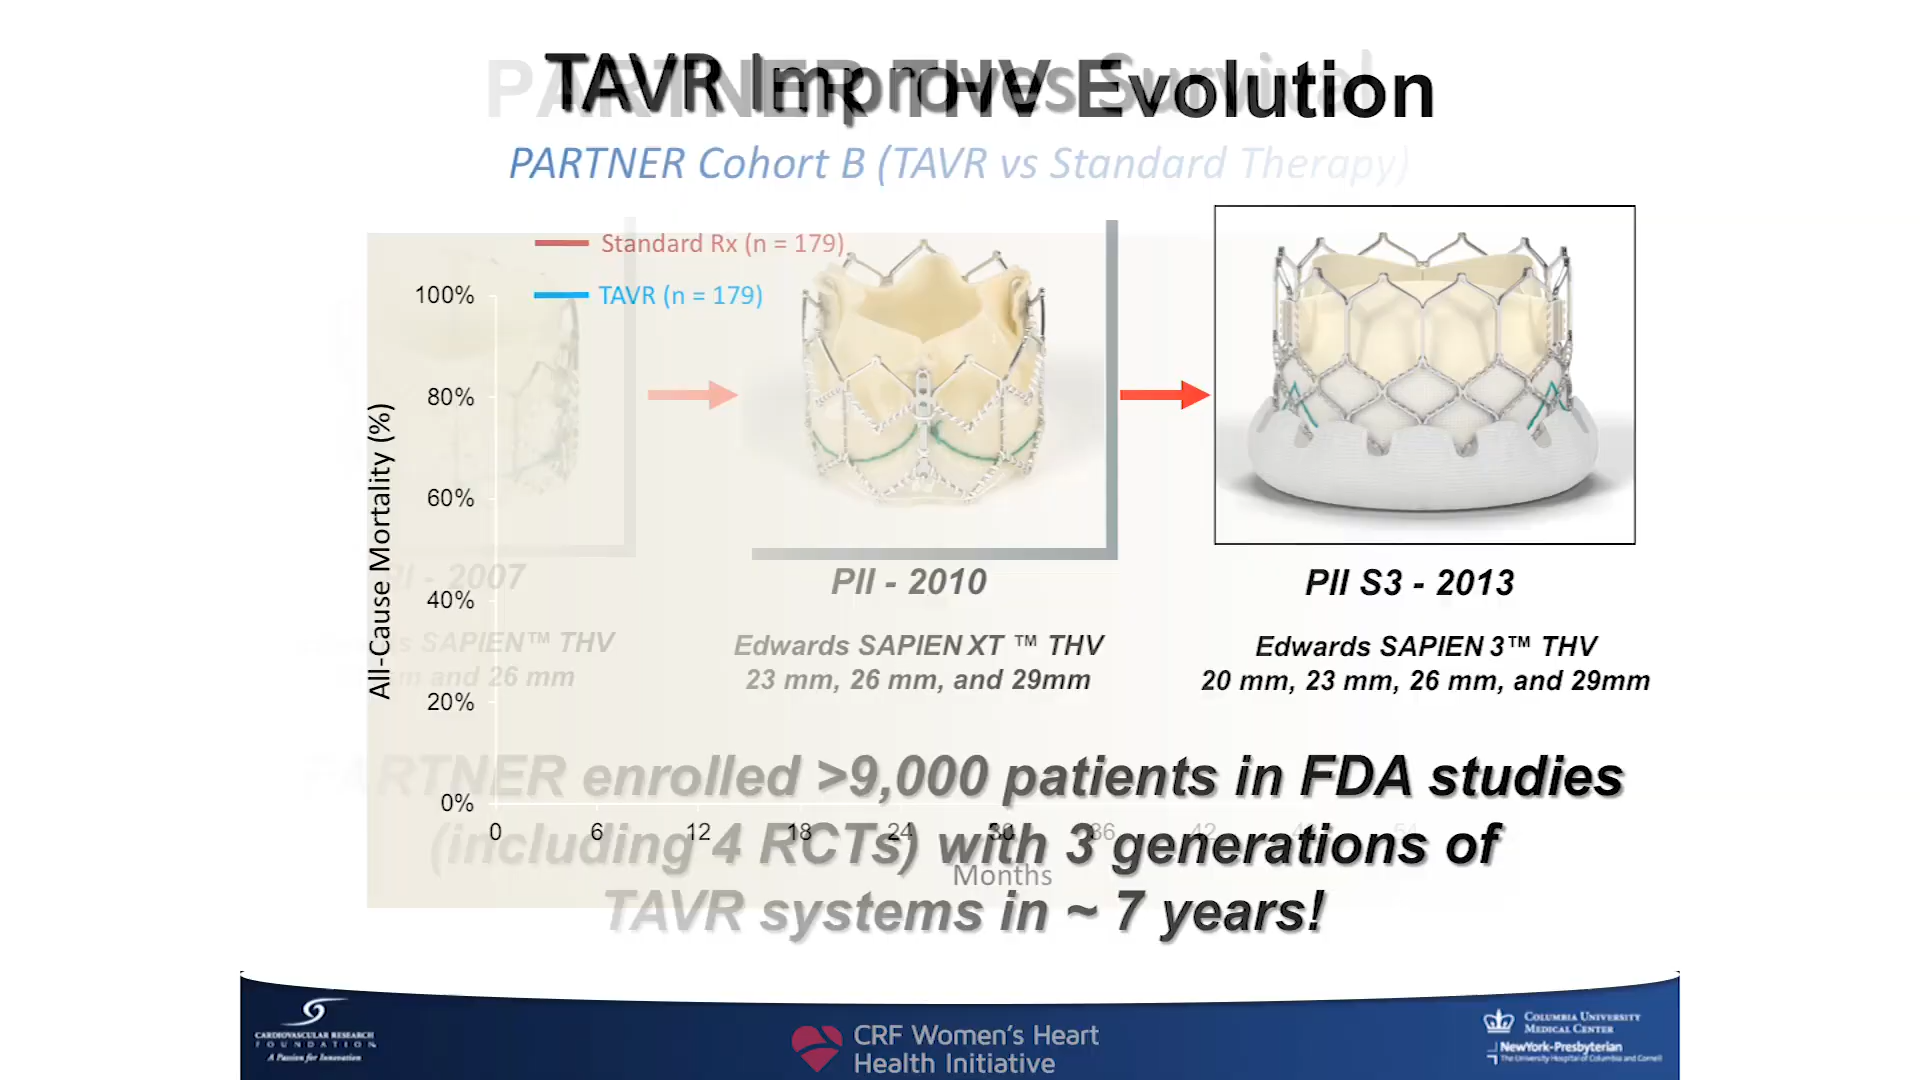 PARTNER THV Evolution
TAVR Improves Survival
PARTNER Cohort B (TAVR vs Standard Therapy)
Standard Rx (n = 179)
TAVR (n = 179)
100%
80%
60%
40%
20%
0%
All-Cause Mortality (%)
0 6 12 18 24 30 36 42 48 54
Months
PI - 2007
SAPIEN™ THV
and 26 mm
PII - 2010
Edwards SAPIEN XT ™ THV
23 mm, 26 mm, and 29mm
PII S3 - 2013
Edwards SAPIEN 3™ THV
20 mm, 23 mm, 26 mm, and 29mm
PARTNER enrolled >9,000 patients in FDA studies
(including 4 RCTs) with 3 generations of
TAVR systems in ~ 7 years!
CARDIOVASCULAR RESEARCH
FOUNDATION
A Passion for Innovation
CRF Women's Heart
Health Initiative
COLUMBIA UNIVERSITY
MEDICAL CENTER
NewYork-Presbyterian
The University Hospital of Columbia and Cornell